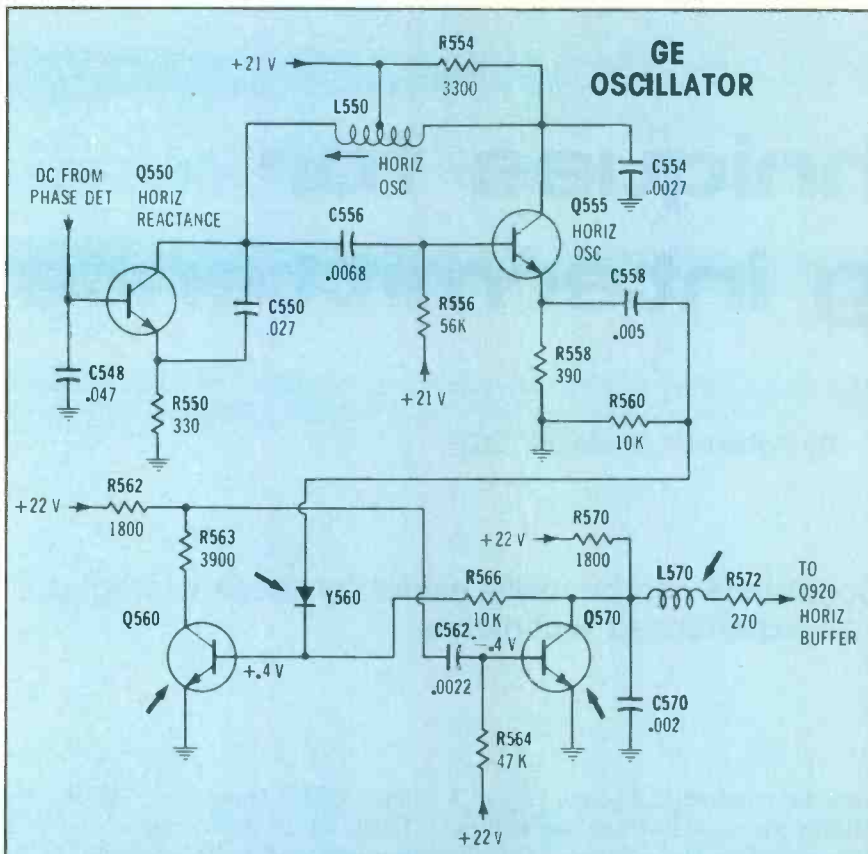 GE
OSCILLATOR
+21 V
R554
3300
L550
HORIZ
OSC
C554
.0027
DC FROM
PHASE DET
Q550
HORIZ
REACTANCE
C556
.0068
Q555
HORIZ
OSC
C550
.027
R556
56K
+21 V
C558
.005
C548
.047
R550
330
R558
390
R560
10K
+22 V
R562
1800
R563
3900
Y560
+22 V
R570
1800
L570
R572
270
TO
Q920
HORIZ
BUFFER
R566
10K
Q560
+.4 V
C562
.0022
-.4 V
Q570
C570
.002
R564
47K
+22V